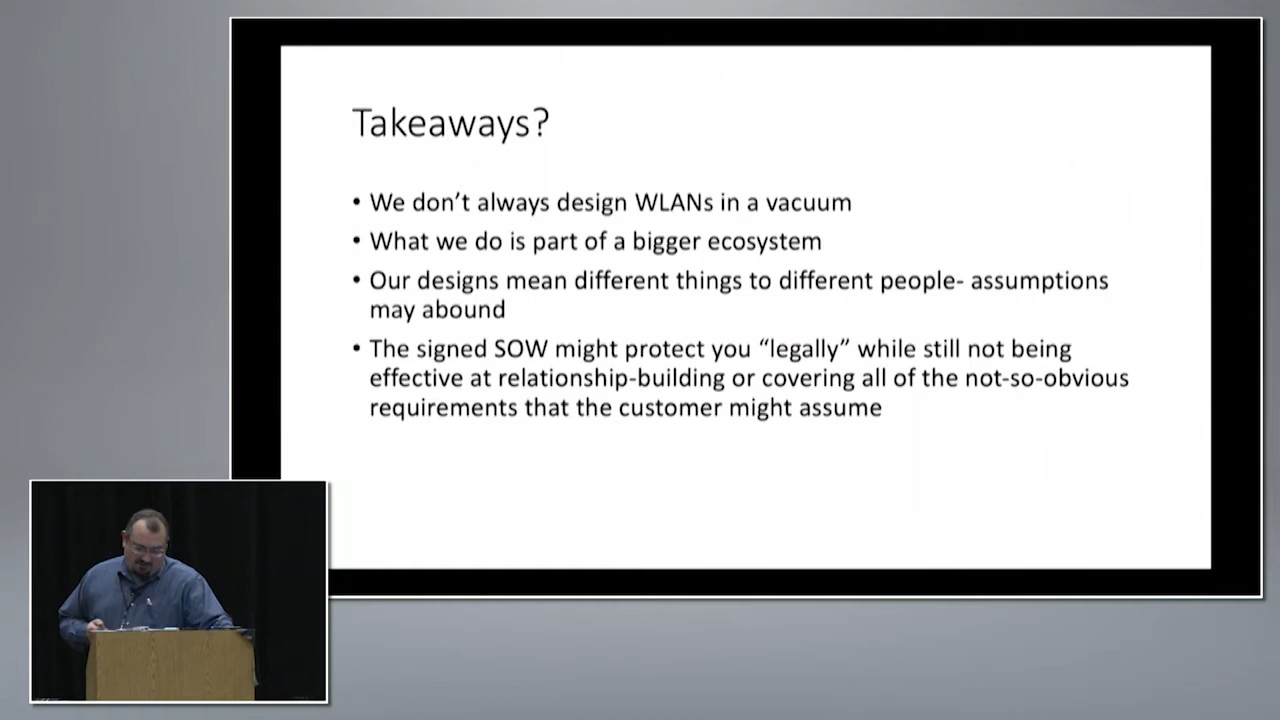 Takeaways?
• We don’t always design WLANs in a vacuum
• What we do is part of a bigger ecosystem
• Our designs mean different things to different people- assumptions
may abound
• The signed SOW might protect you “legally” while still not being
effective at relationship-building or covering all of the not-so-obvious
requirements that the customer might assume